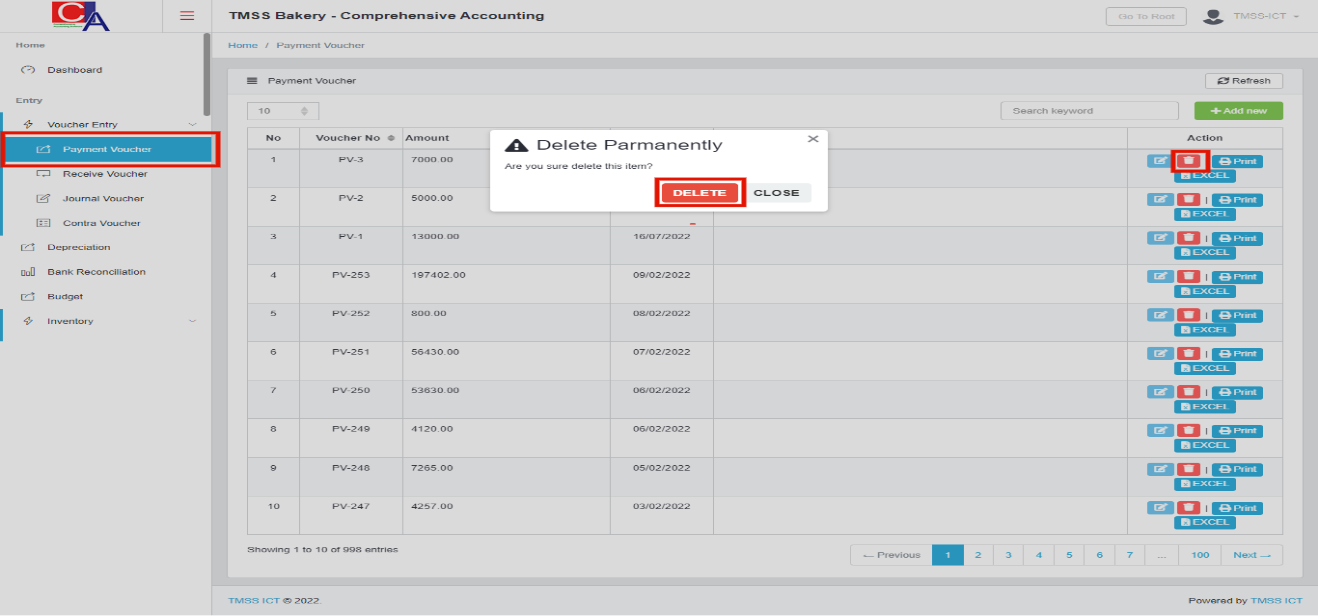 CA
TMSS Bakery - Comprehensive Accounting
Go To Root
TMSS-ICT
Home
Dashboard
Entry
Voucher Entry
Payment Voucher
Receive Voucher
Journal Voucher
Contra Voucher
Depreciation
Bank Reconciliation
Budget
Inventory
Home / Payment Voucher
Payment Voucher
Refresh
10
Search keyword
+ Add new
No Voucher No Amount Action
1 PV-3 7000.00 | Print
EXCEL
2 PV-2 5000.00 | Print
EXCEL
3 PV-1 13000.00 16/07/2022 | Print
EXCEL
4 PV-253 197402.00 09/02/2022 | Print
EXCEL
5 PV-252 800.00 08/02/2022 | Print
EXCEL
6 PV-251 56430.00 07/02/2022 | Print
EXCEL
7 PV-250 53630.00 06/02/2022 | Print
EXCEL
8 PV-249 4120.00 06/02/2022 | Print
EXCEL
9 PV-248 7265.00 05/02/2022 | Print
EXCEL
10 PV-247 4257.00 03/02/2022 | Print
EXCEL
Delete Parmanently
Are you sure delete this item?
DELETE CLOSE
Showing 1 to 10 of 998 entries
← Previous 1 2 3 4 5 6 7 ... 100 Next →
TMSS ICT © 2022.
Powered by TMSS ICT